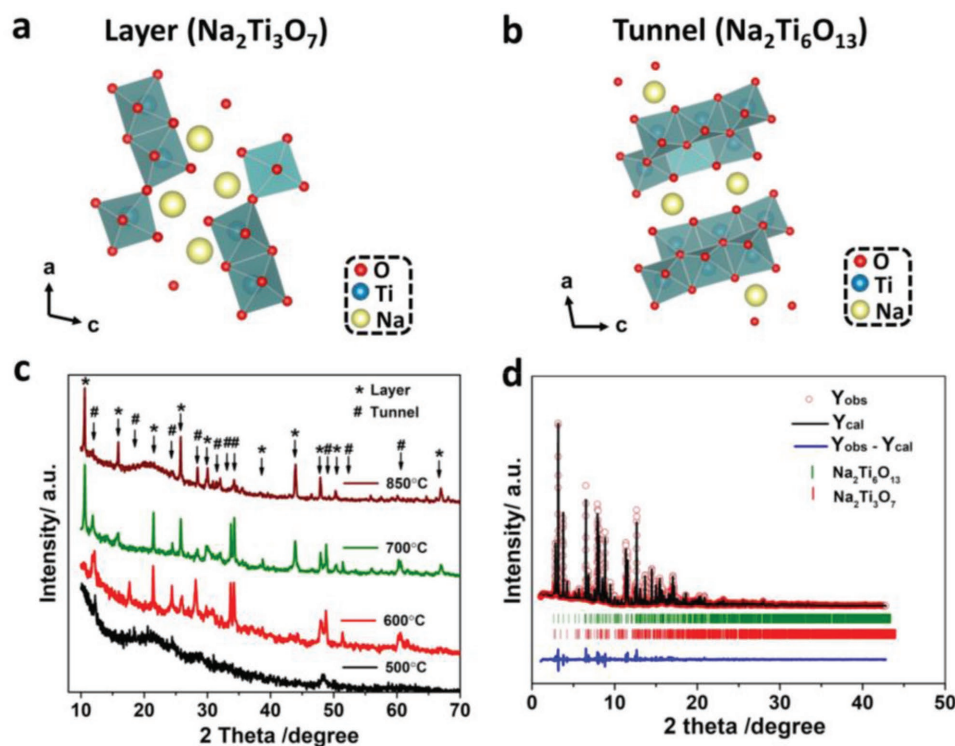 a
Layer (Na₂Ti₃O₇)
a
c
O
Ti
Na
b
Tunnel (Na₂Ti₆O₁₃)
a
c
O
Ti
Na
c
* Layer
# Tunnel
* # * # * # * # * # ## * * * # * # # *
850°C
700°C
600°C
500°C
Intensity/ a.u.
10 20 30 40 50 60 70
2 Theta /degree
d
Yobs
Ycal
Yobs - Ycal
Na₂Ti₆O₁₃
Na₂Ti₃O₇
Intensity/ a.u.
0 10 20 30 40 50
2 theta /degree